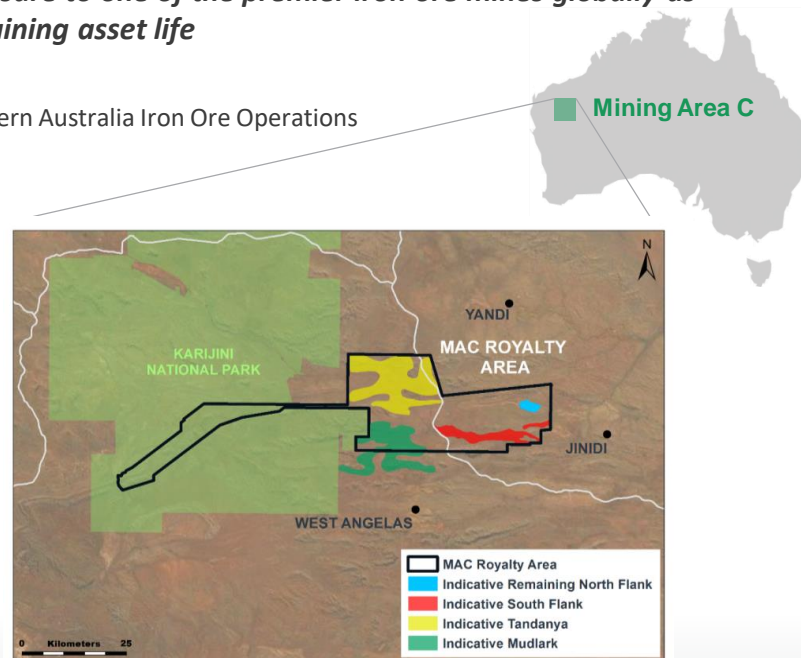 aining asset life
ern Australia Iron Ore Operations
Mining Area C
N
YANDI
MAC ROYALTY
AREA
KARIJINI
NATIONAL PARK
JINIDI
WEST ANGELAS
MAC Royalty Area
Indicative Remaining North Flank
Indicative South Flank
Indicative Tandanya
Indicative Mudlark
0 Kilometers 25